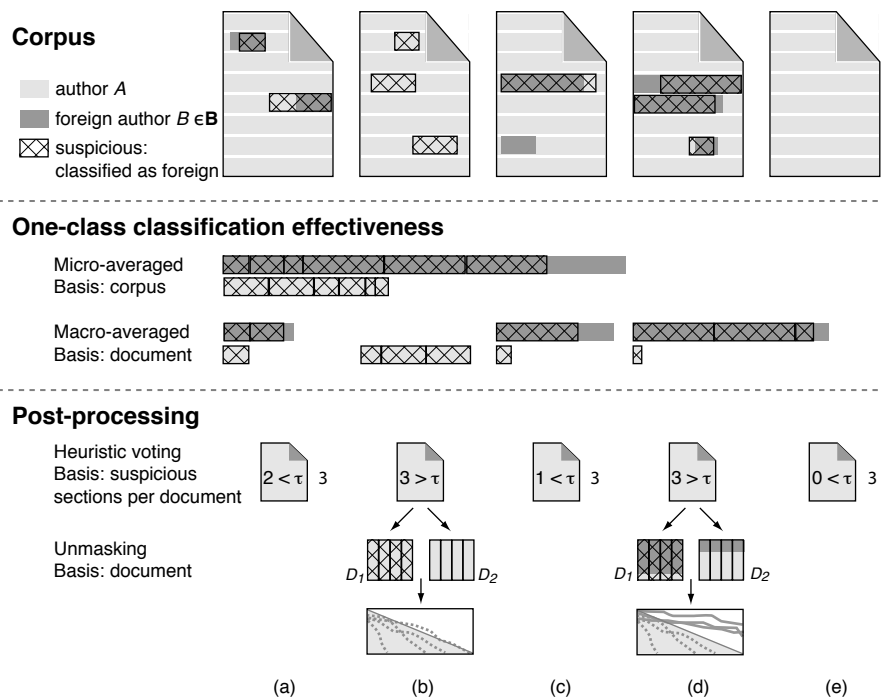 Corpus
author A
foreign author B ϵB
suspicious:
classified as foreign
One-class classification effectiveness
Micro-averaged
Basis: corpus
Macro-averaged
Basis: document
Post-processing
Heuristic voting
Basis: suspicious
sections per document
2 < τ 3
3 > τ
1 < τ 3
3 > τ
0 < τ 3
Unmasking
Basis: document
D1 D2
D1 D2
(a) (b) (c) (d) (e)